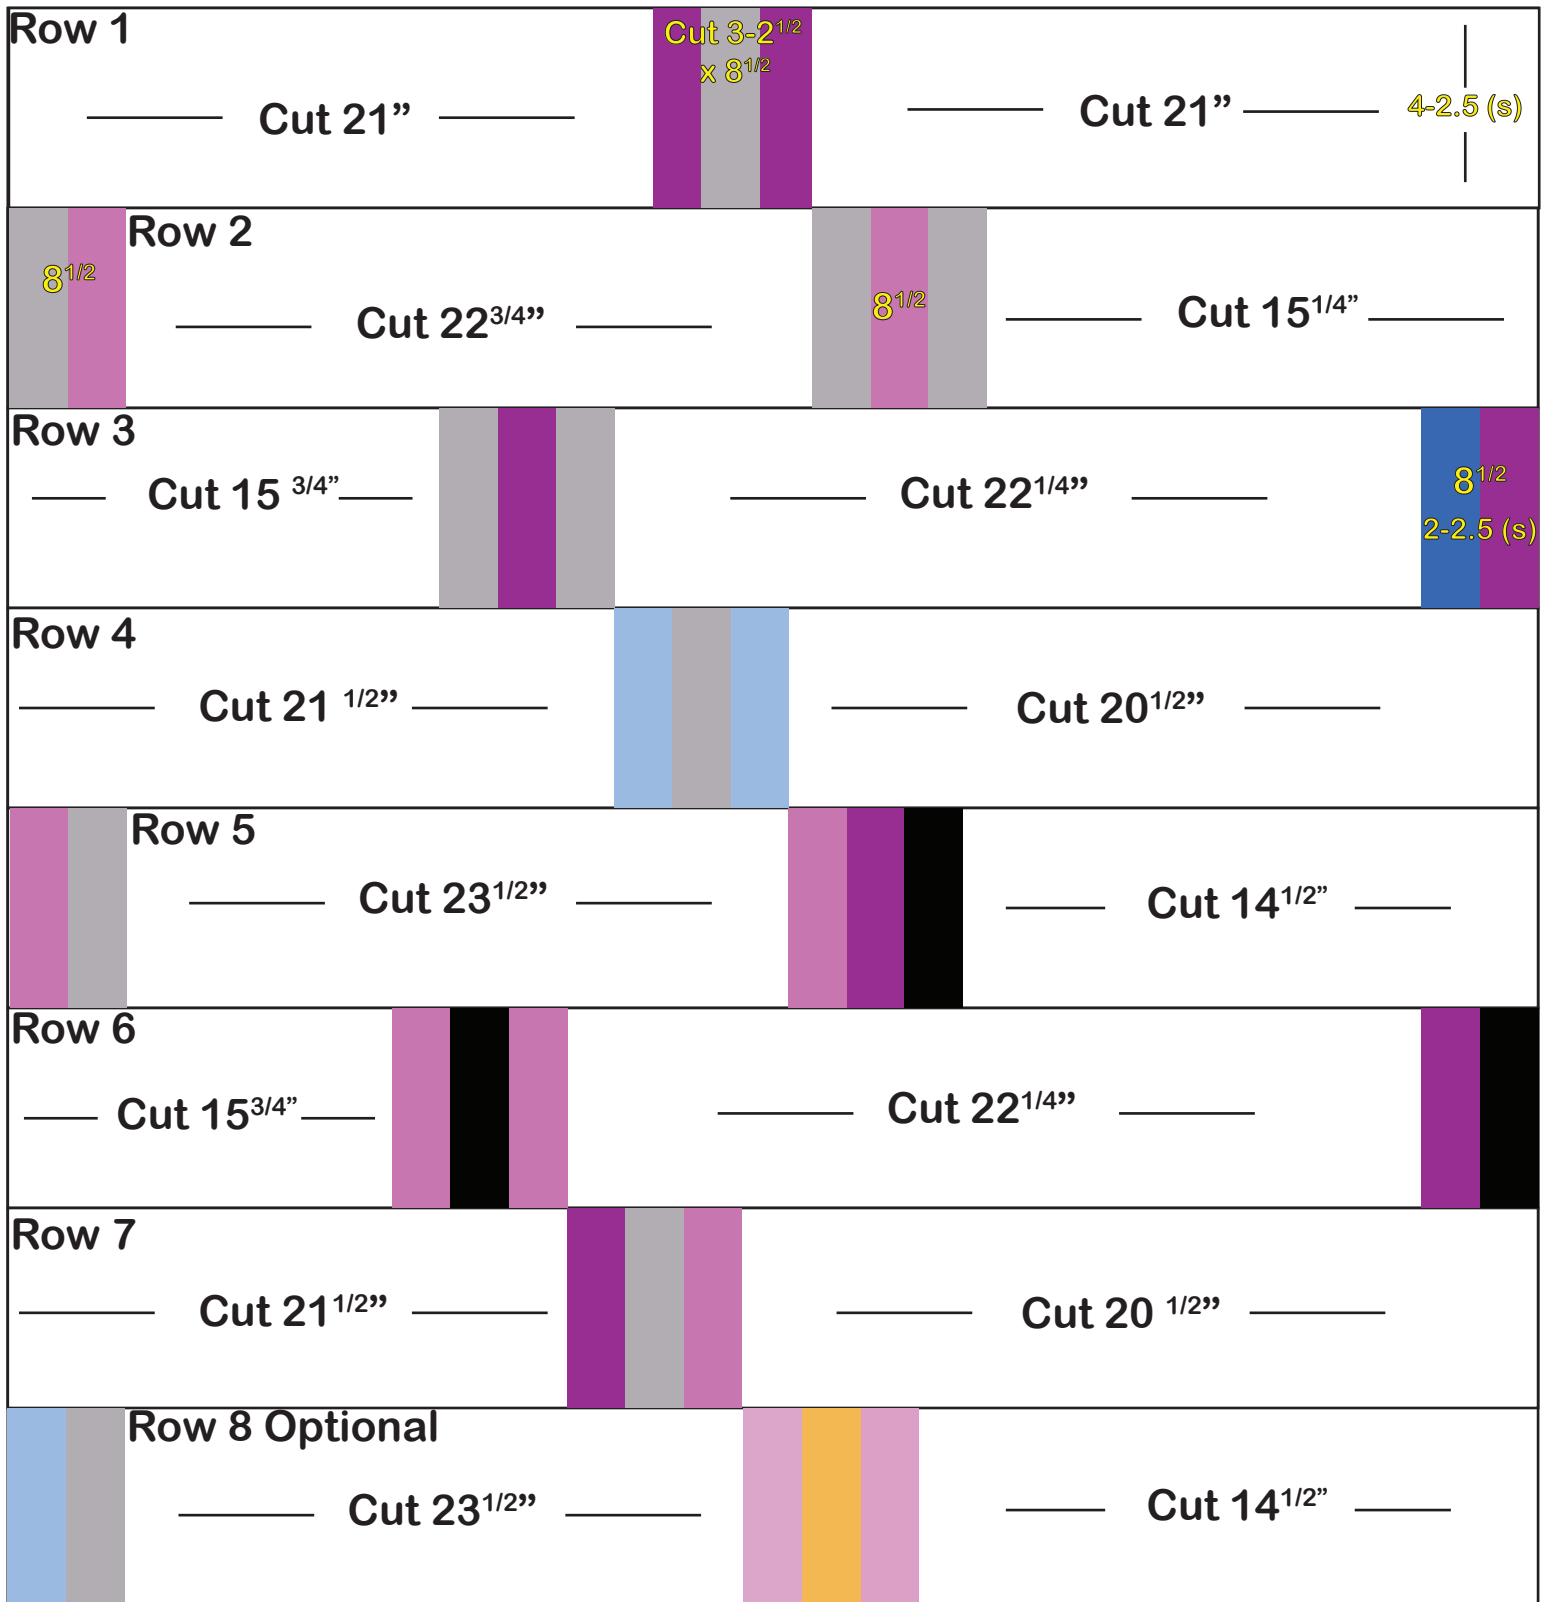 Row 1
Cut 3-2 1/2
x 8 1/2
Cut 21”
Cut 21”
4-2.5 (s)
Row 2
8 1/2
Cut 22 3/4”
8 1/2
Cut 15 1/4”
Row 3
Cut 15 3/4”
Cut 22 1/4”
8 1/2
2-2.5 (s)
Row 4
Cut 21 1/2”
Cut 20 1/2”
Row 5
Cut 23 1/2”
Cut 14 1/2”
Row 6
Cut 15 3/4”
Cut 22 1/4”
Row 7
Cut 21 1/2”
Cut 20 1/2”
Row 8 Optional
Cut 23 1/2”
Cut 14 1/2”